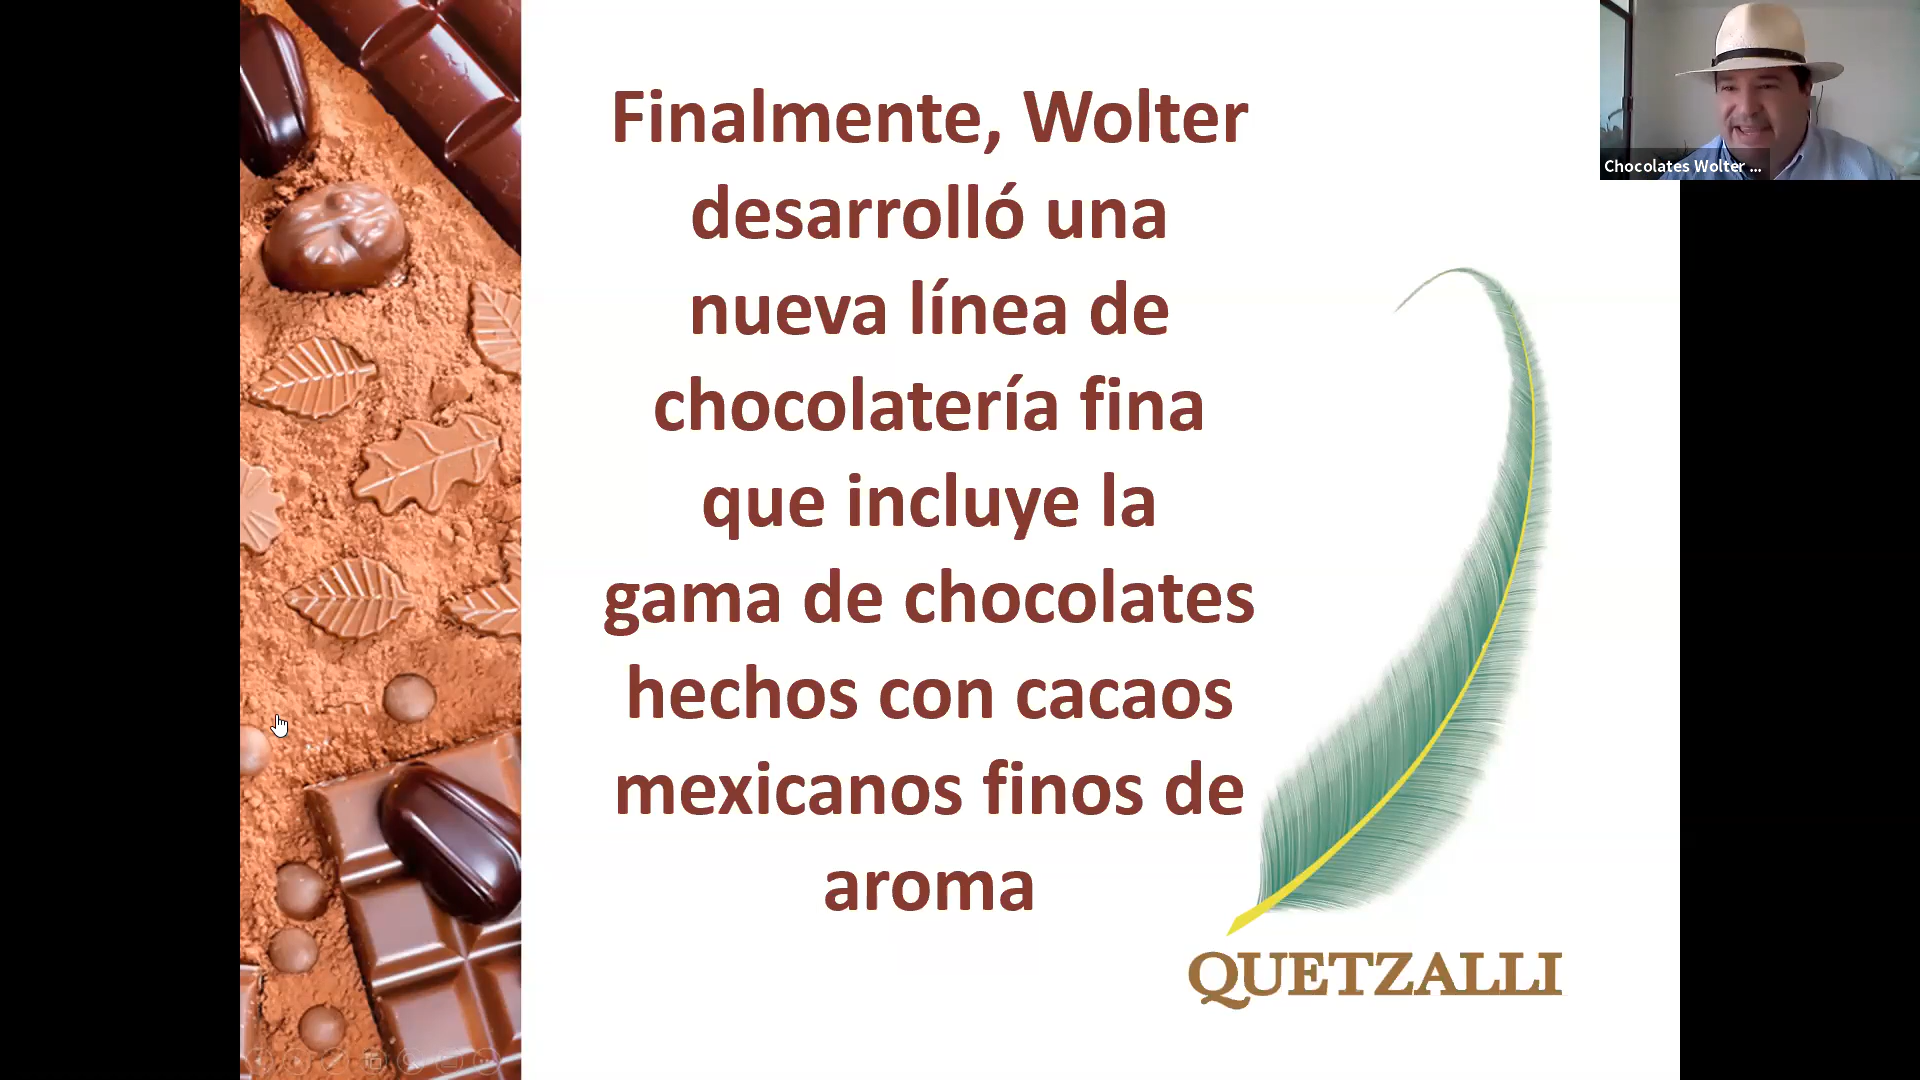 Finalmente, Wolter
desarrolló una
nueva línea de
chocolatería fina
que incluye la
gama de chocolates
hechos con cacaos
mexicanos finos de
aroma
QUETZALLI
Chocolates Wolter ...